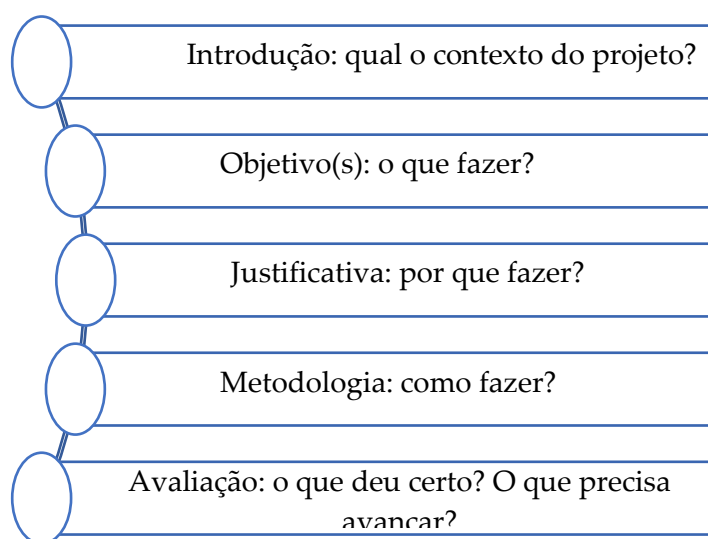 Introdução: qual o contexto do projeto?
Objetivo(s): o que fazer?
Justificativa: por que fazer?
Metodologia: como fazer?
Avaliação: o que deu certo? O que precisa
avançar?